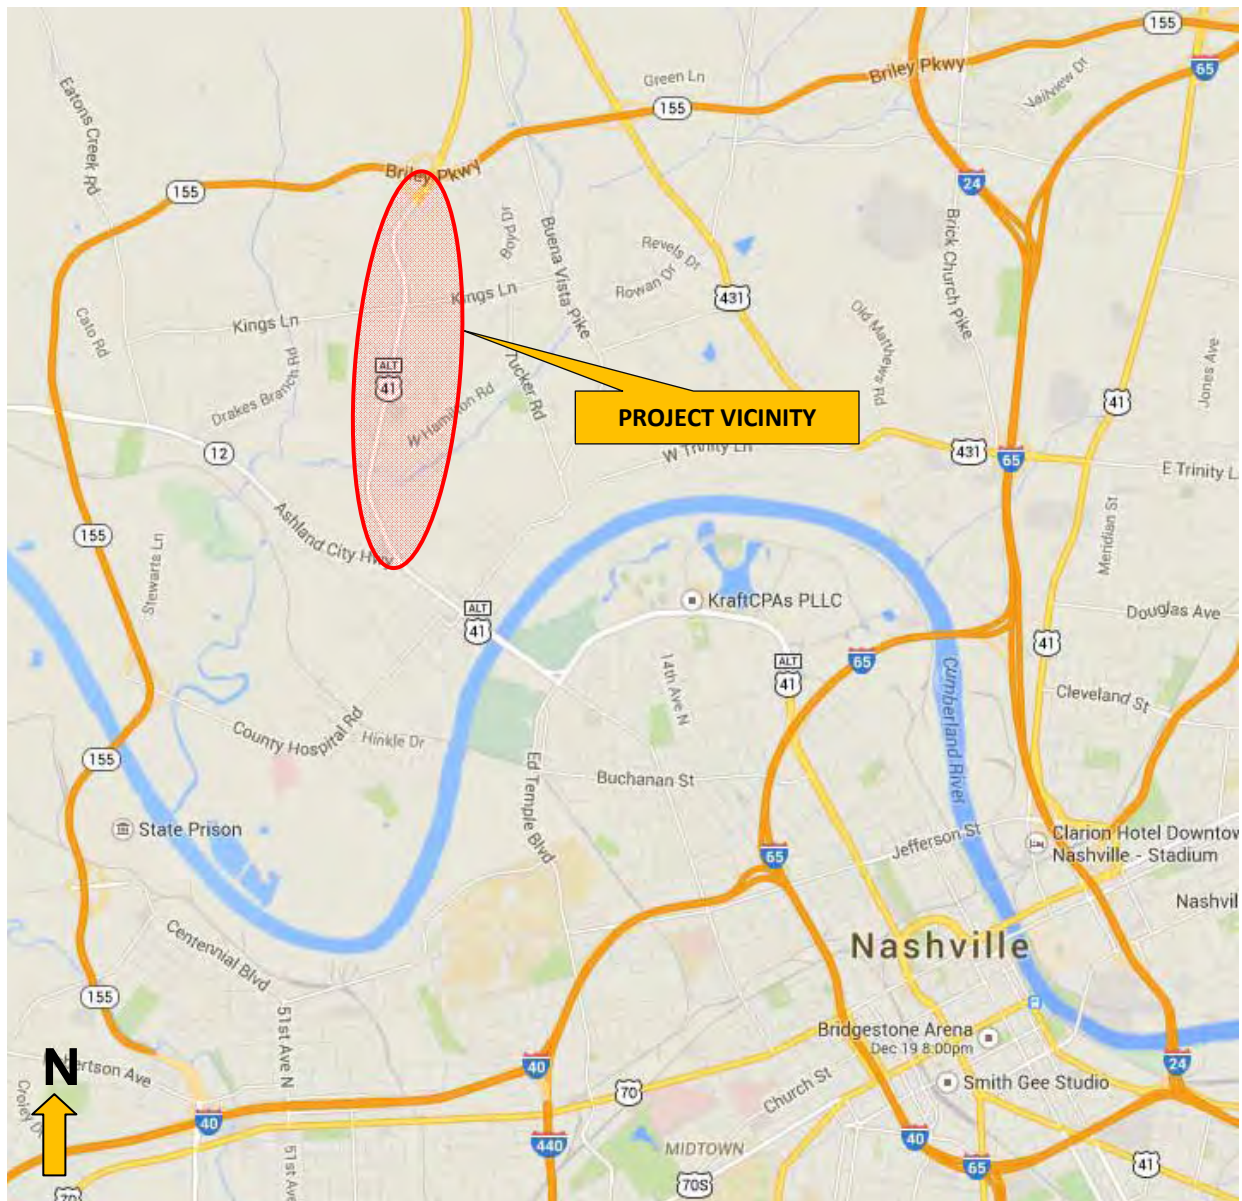 155
65
Briley Pkwy
Green Ln
155
Vailview Dr
Eatons Creek Rd
155
Briley Pkwy
24
Boyd Dr
Buena Vista Pike
Revels Dr
Rowan Dr
Brick Church Pike
431
Kings Ln
Kings Ln
Cato Rd
Old Matthews Rd
Jones Ave
ALT
41
Drakes Branch Rd
W Hamilton Rd
Tucker Rd
PROJECT VICINITY
41
12
W Trinity Ln
431
65
E Trinity L
155
Ashland City Hwy
Stewarts Ln
Meridian St
ALT
41
KraftCPAs PLLC
Douglas Ave
41
14th Ave N
ALT
41
65
Cumberland River
Cleveland St
County Hospital Rd
Hinkle Dr
155
Ed Temple Blvd
Buchanan St
State Prison
Jefferson St
65
Clarion Hotel Downtow
Nashville - Stadium
Nashvil
Centennial Blvd
Nashville
155
51st Ave N
Bridgestone Arena
Dec 19 8:00pm
N
bertson Ave
40
70
Church St
Smith Gee Studio
24
Croley Dr
40
440
MIDTOWN
40
65
41
51st Ave
70
70S